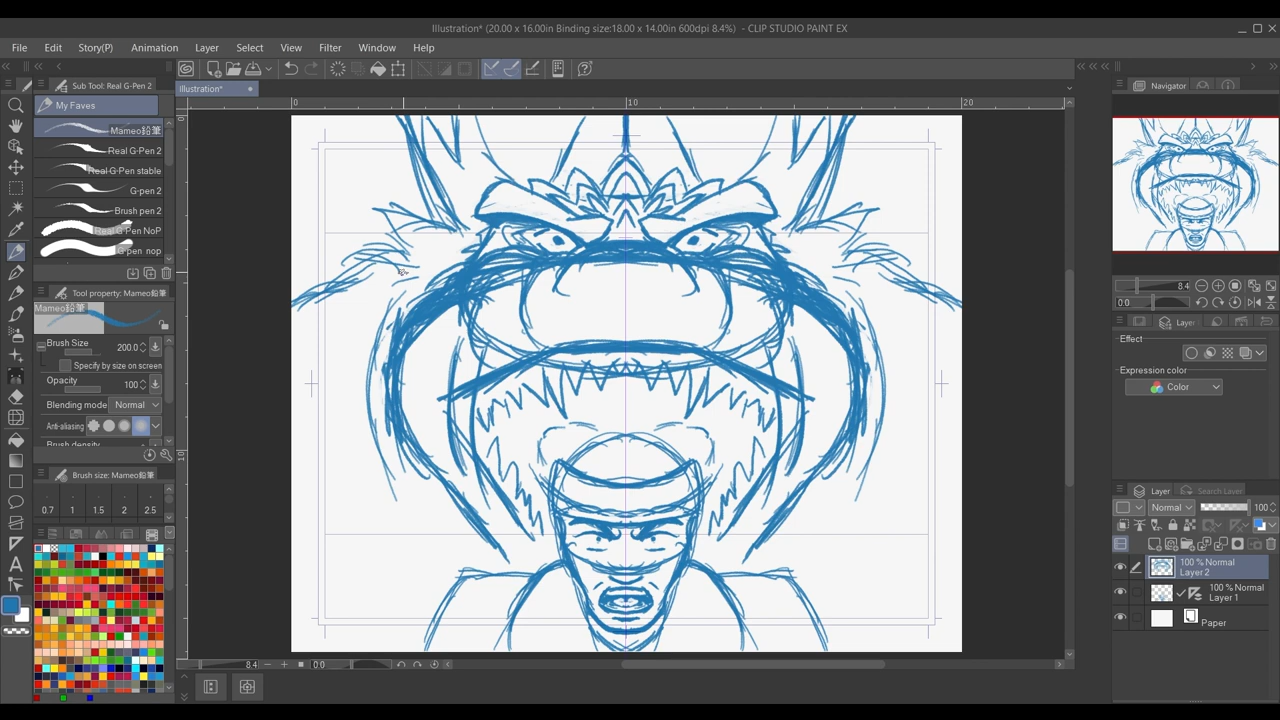 Illustration* (20.00 x 16.00in Binding size:18.00 x 14.00in 600dpi 8.4%) - CLIP STUDIO PAINT EX
File Edit Story(P) Animation Layer Select View Filter Window Help
Sub Tool: Real G-Pen 2
My Faves
Mameo鉛筆
Real G-Pen 2
Real G-Pen stable
G-pen 2
Brush pen 2
Real G-Pen NoP
G-pen nop
Tool property: Mameo鉛筆
Mameo鉛筆
Brush Size 200.0
Specify by size on screen
Opacity 100
Blending mode Normal
Anti-aliasing
Brush density
Brush size: Mameo鉛筆
0.7 1 1.5 2 2.5
Illustration*
0 10 20
0
10
8.4 0.0
Navigator
8.4
0.0
Layer
Effect
Expression color
Color
Layer Search Layer
Normal 100
100 % Normal
Layer 2
100 % Normal
Layer 1
Paper